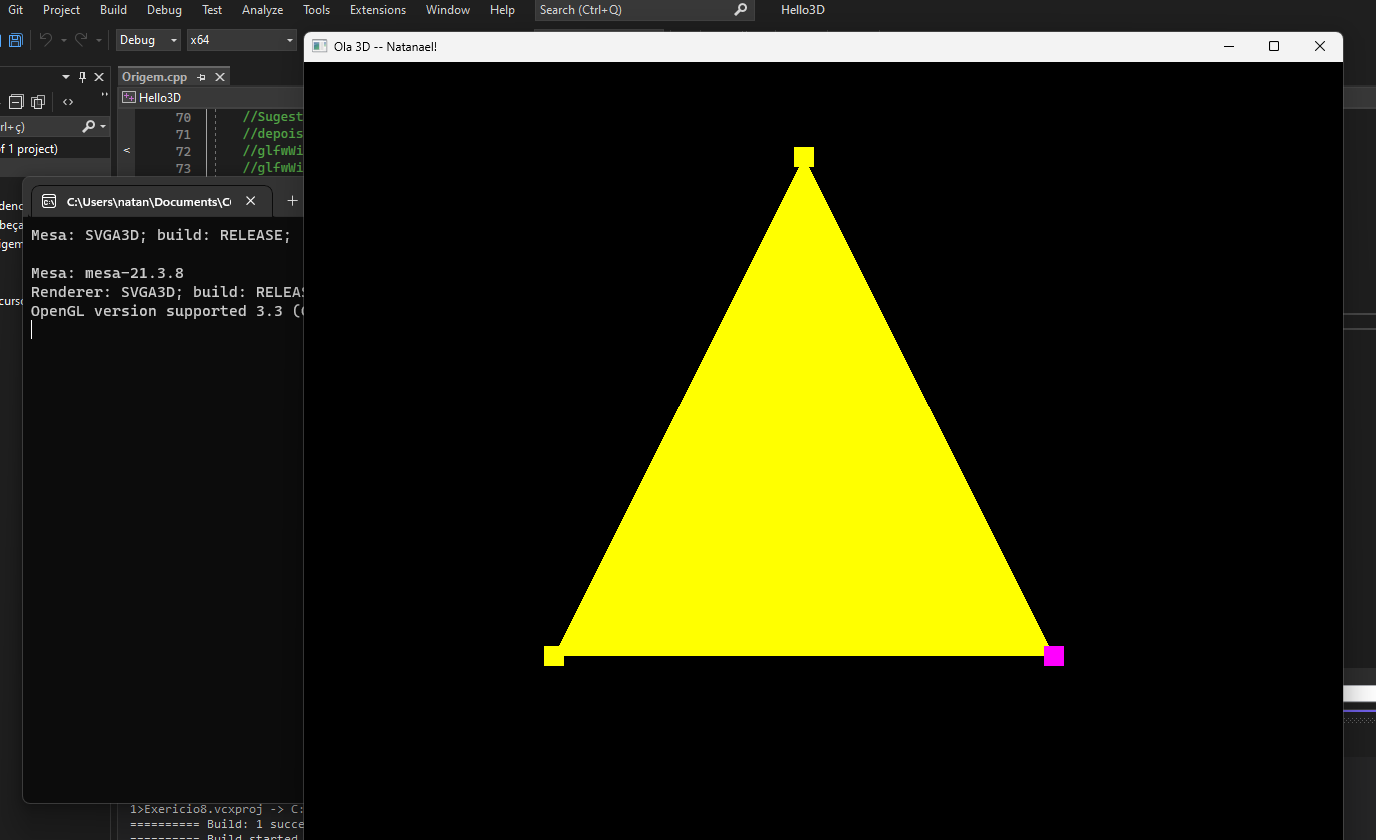 Git Project Build Debug Test Analyze Tools Extensions Window Help Search (Ctrl+Q) Hello3D
Debug x64
Ola 3D -- Natanael!
Origem.cpp
Hello3D
rl+ç)
f 1 project)
70 //Sugest
71 //depois
72 //glfwWi
73 //glfwWi
C:\Users\natan\Documents\C
denc
beça
igem
curso
Mesa: SVGA3D; build: RELEASE;
Mesa: mesa-21.3.8
Renderer: SVGA3D; build: RELEAS
OpenGL version supported 3.3 (
1>Exericio8.vcxproj -> C:
========== Build: 1 succe
========== Build started